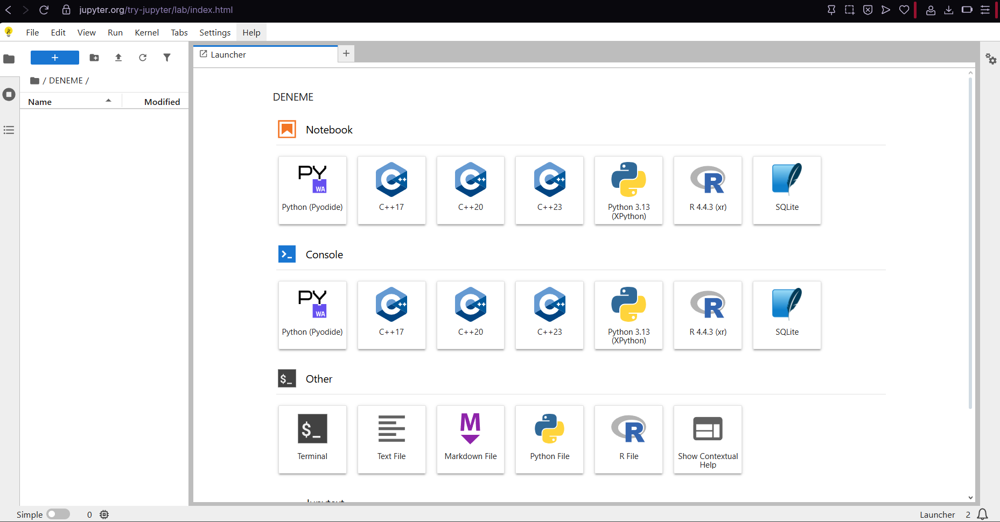 jupyter.org/try-jupyter/lab/index.html
File Edit View Run Kernel Tabs Settings Help
Launcher
/ DENEME /
Name Modified
DENEME
Notebook
PY
WA
Python (Pyodide)
C++17
C++20
C++23
Python 3.13
(XPython)
R 4.4.3 (xr)
SQLite
Console
PY
WA
Python (Pyodide)
C++17
C++20
C++23
Python 3.13
(XPython)
R 4.4.3 (xr)
SQLite
$_ Other
$_
Terminal
Text File
M
Markdown File
Python File
R
R File
Show Contextual
Help
Jupytext
Simple 0 Launcher 2